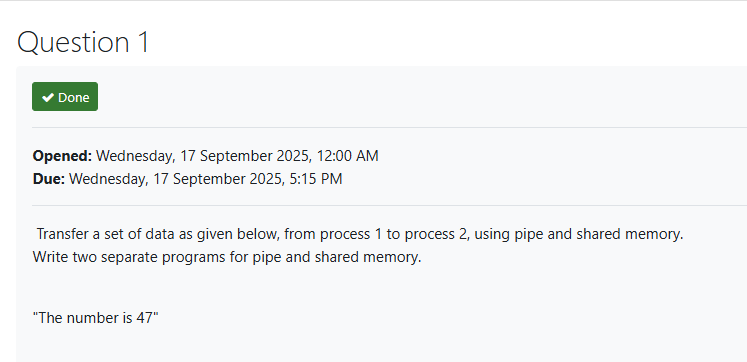 Question 1
✔ Done
Opened: Wednesday, 17 September 2025, 12:00 AM
Due: Wednesday, 17 September 2025, 5:15 PM
Transfer a set of data as given below, from process 1 to process 2, using pipe and shared memory.
Write two separate programs for pipe and shared memory.
"The number is 47"